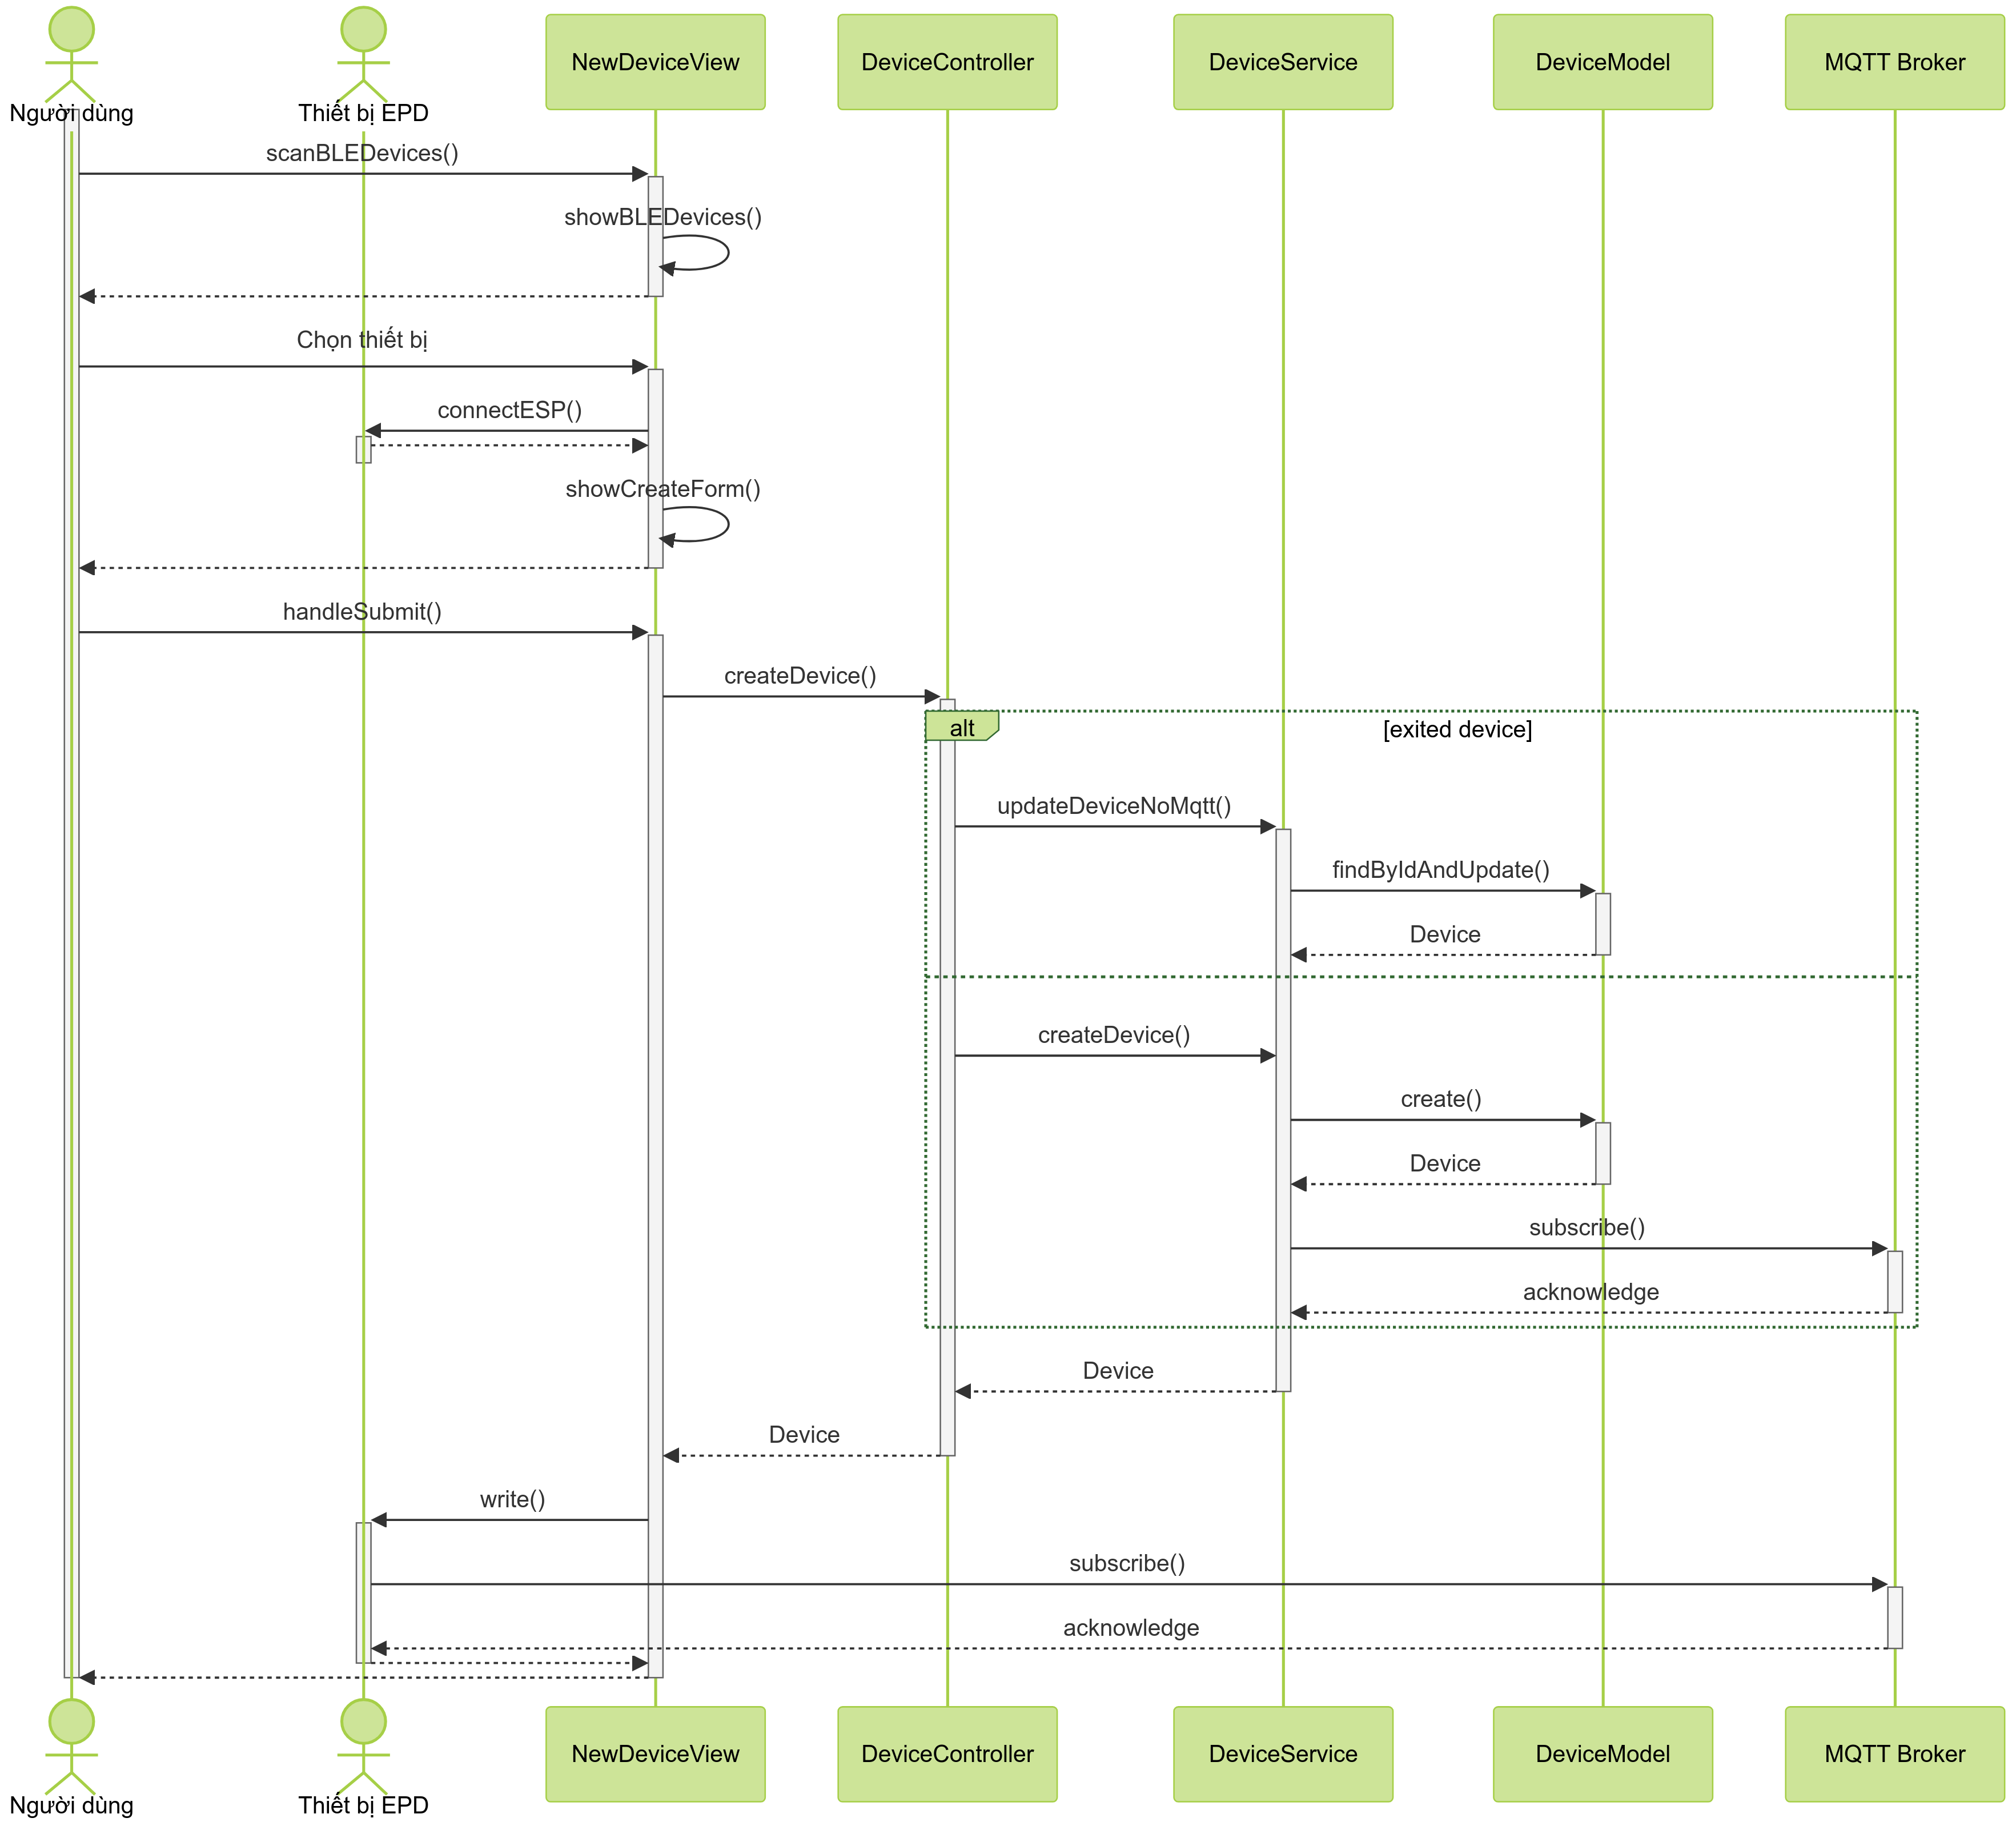 Người dùng
Thiết bị EPD
NewDeviceView
DeviceController
DeviceService
DeviceModel
MQTT Broker
scanBLEDevices()
showBLEDevices()
Chọn thiết bị
connectESP()
showCreateForm()
handleSubmit()
createDevice()
alt
[exited device]
updateDeviceNoMqtt()
findByIdAndUpdate()
Device
createDevice()
create()
Device
subscribe()
acknowledge
Device
Device
write()
subscribe()
acknowledge
Người dùng
Thiết bị EPD
NewDeviceView
DeviceController
DeviceService
DeviceModel
MQTT Broker